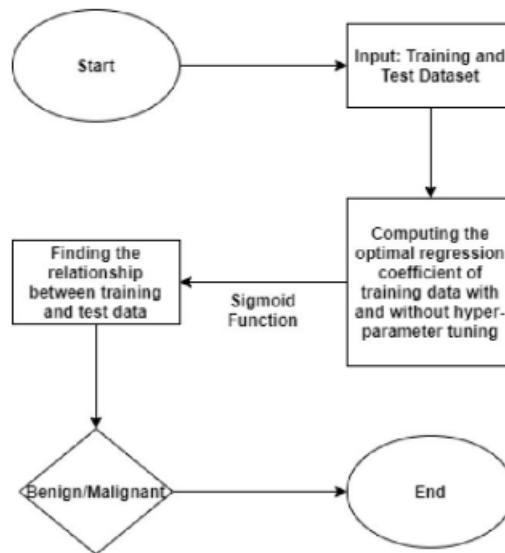 Start
Input: Training and
Test Dataset
Computing the
optimal regression
coefficient of
training data with
and without hyper-
parameter tuning
Sigmoid
Function
Finding the
relationship
between training
and test data
Benign/Malignant
End